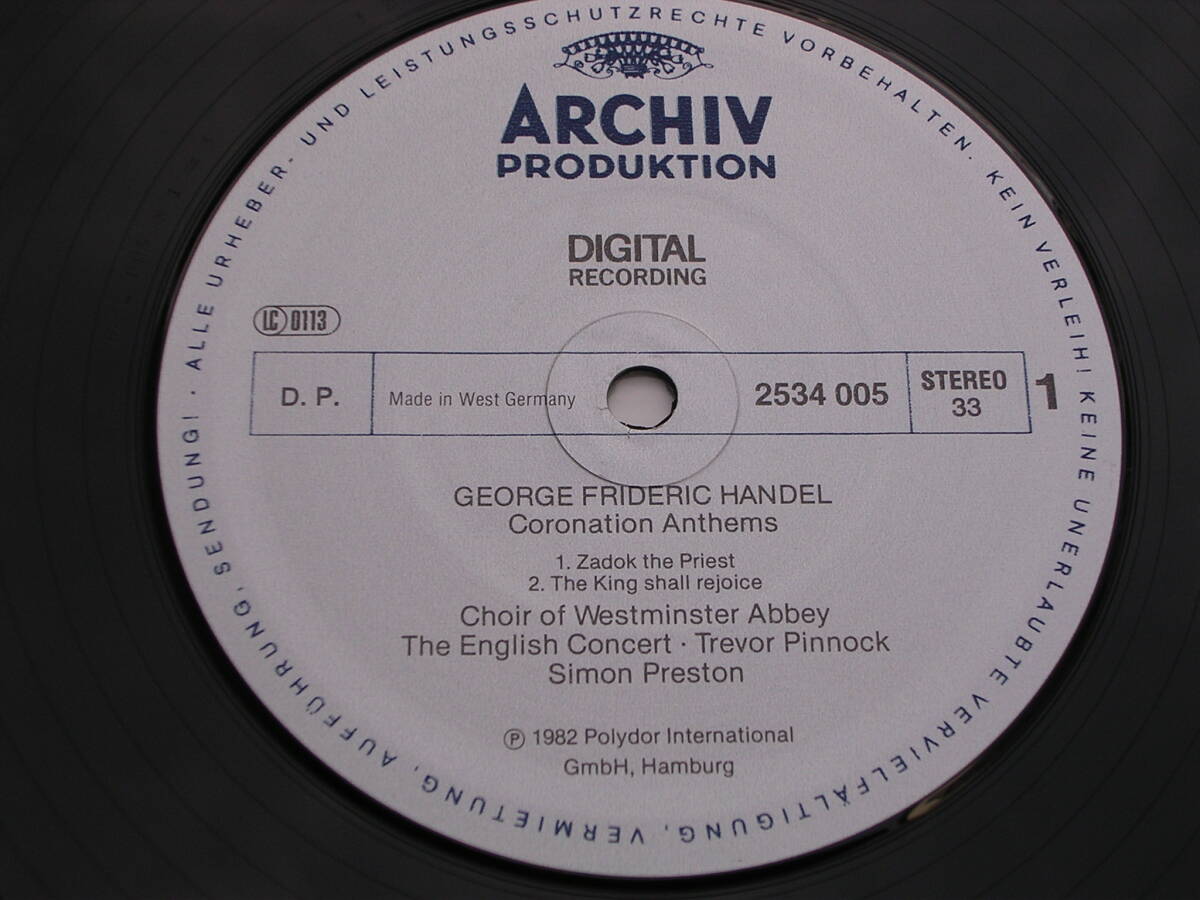 ALLE URHEBER- UND LEISTUNGSSCHUTZRECHTE VORBEHALTEN. KEIN VERLEIH! KEINE UNERLAUBTE VERVIELFÄLTIGUNG, VERMIETUNG, AUFFÜHRUNG, SENDUNG! ·
ARCHIV
PRODUKTION
DIGITAL
RECORDING
LC 0113
D. P.
Made in West Germany
2534 005
STEREO
33
1
GEORGE FRIDERIC HANDEL
Coronation Anthems
1. Zadok the Priest
2. The King shall rejoice
Choir of Westminster Abbey
The English Concert · Trevor Pinnock
Simon Preston
℗ 1982 Polydor International
GmbH, Hamburg